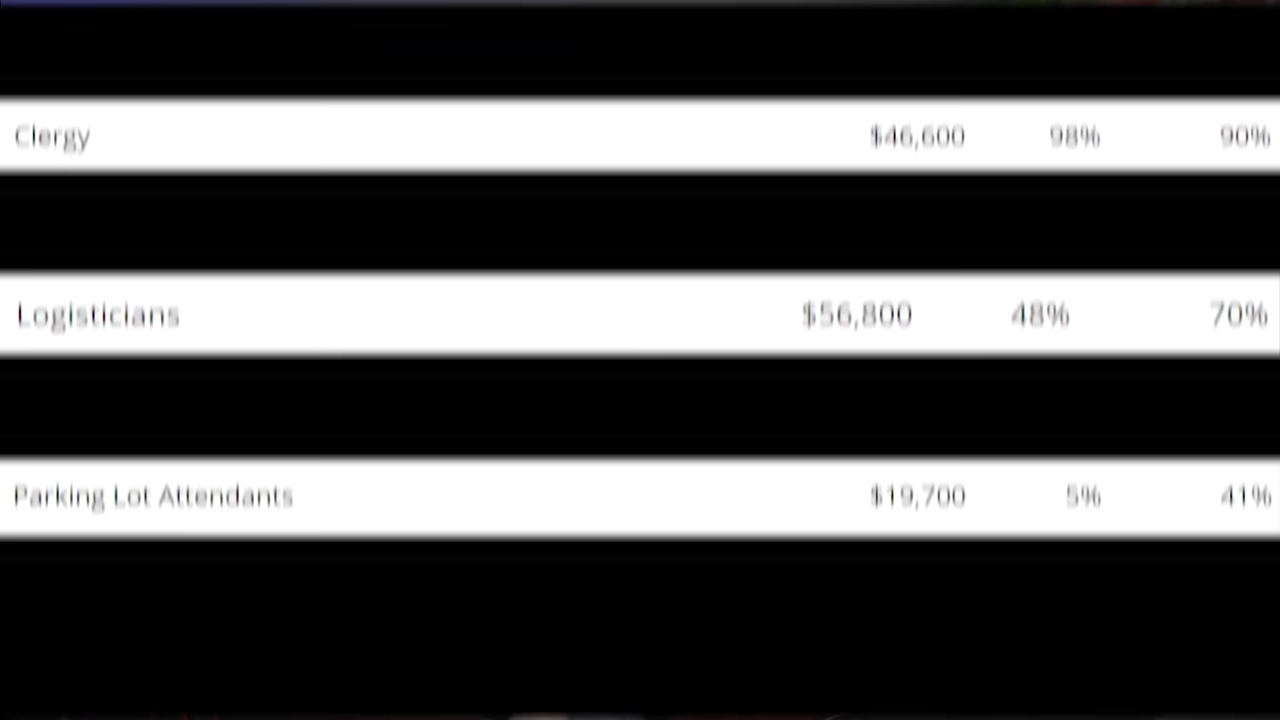 Clergy $46,600 98% 90%
Logisticians $56,800 48% 70%
Parking Lot Attendants $19,700 5% 41%